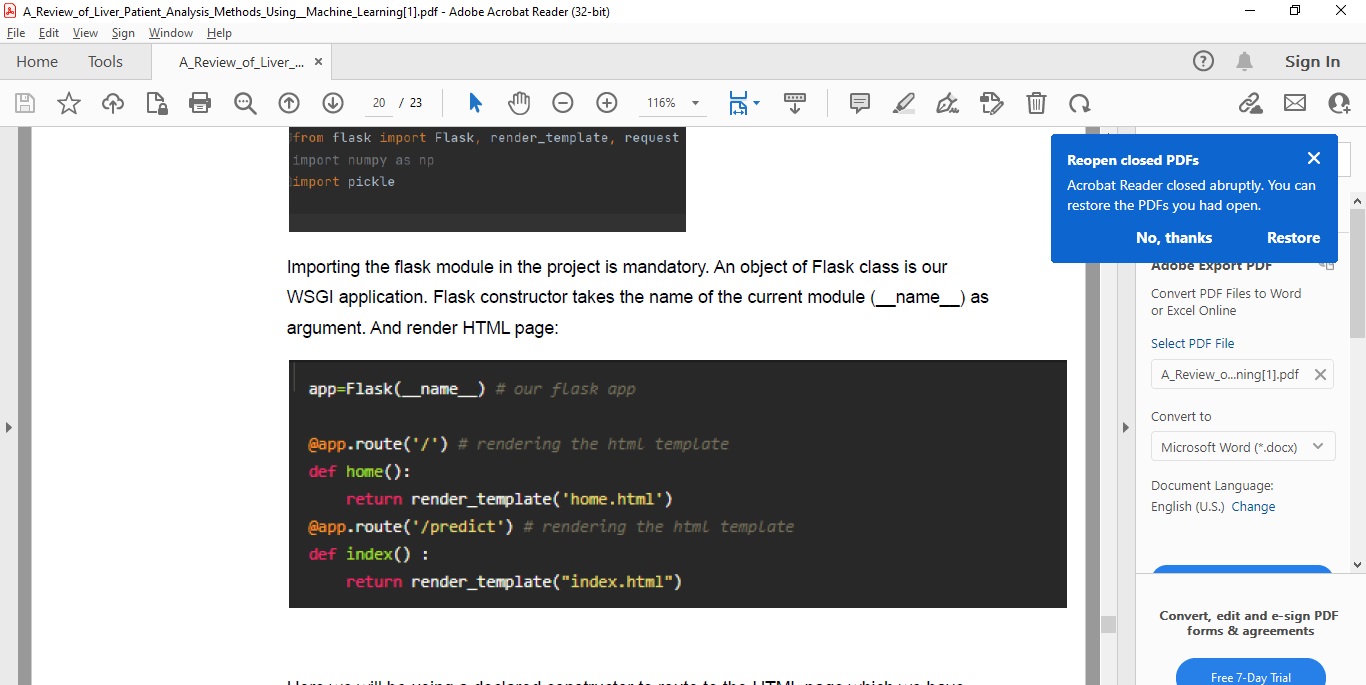 A_Review_of_Liver_Patient_Analysis_Methods_Using__Machine_Learning[1].pdf - Adobe Acrobat Reader (32-bit)
File Edit View Sign Window Help
Home Tools A_Review_of_Liver_... × Sign In
20 / 23 116%
from flask import Flask, render_template, request
import numpy as np
import pickle
Importing the flask module in the project is mandatory. An object of Flask class is our
WSGI application. Flask constructor takes the name of the current module (__name__) as
argument. And render HTML page:
app=Flask(__name__) # our flask app
@app.route('/') # rendering the html template
def home():
    return render_template('home.html')
@app.route('/predict') # rendering the html template
def index() :
    return render_template("index.html")
Reopen closed PDFs
Acrobat Reader closed abruptly. You can
restore the PDFs you had open.
No, thanks Restore
Adobe Export PDF
Convert PDF Files to Word
or Excel Online
Select PDF File
A_Review_o...ning[1].pdf
Convert to
Microsoft Word (*.docx)
Document Language:
English (U.S.) Change
Convert, edit and e-sign PDF
forms & agreements
Free 7-Day Trial